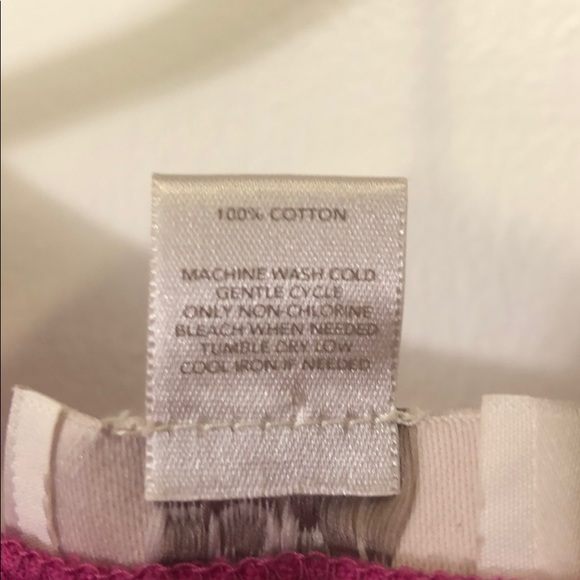 100% COTTON
MACHINE WASH COLD
GENTLE CYCLE
ONLY NON-CHLORINE
BLEACH WHEN NEEDED
TUMBLE DRY LOW
COOL IRON IF NEEDED